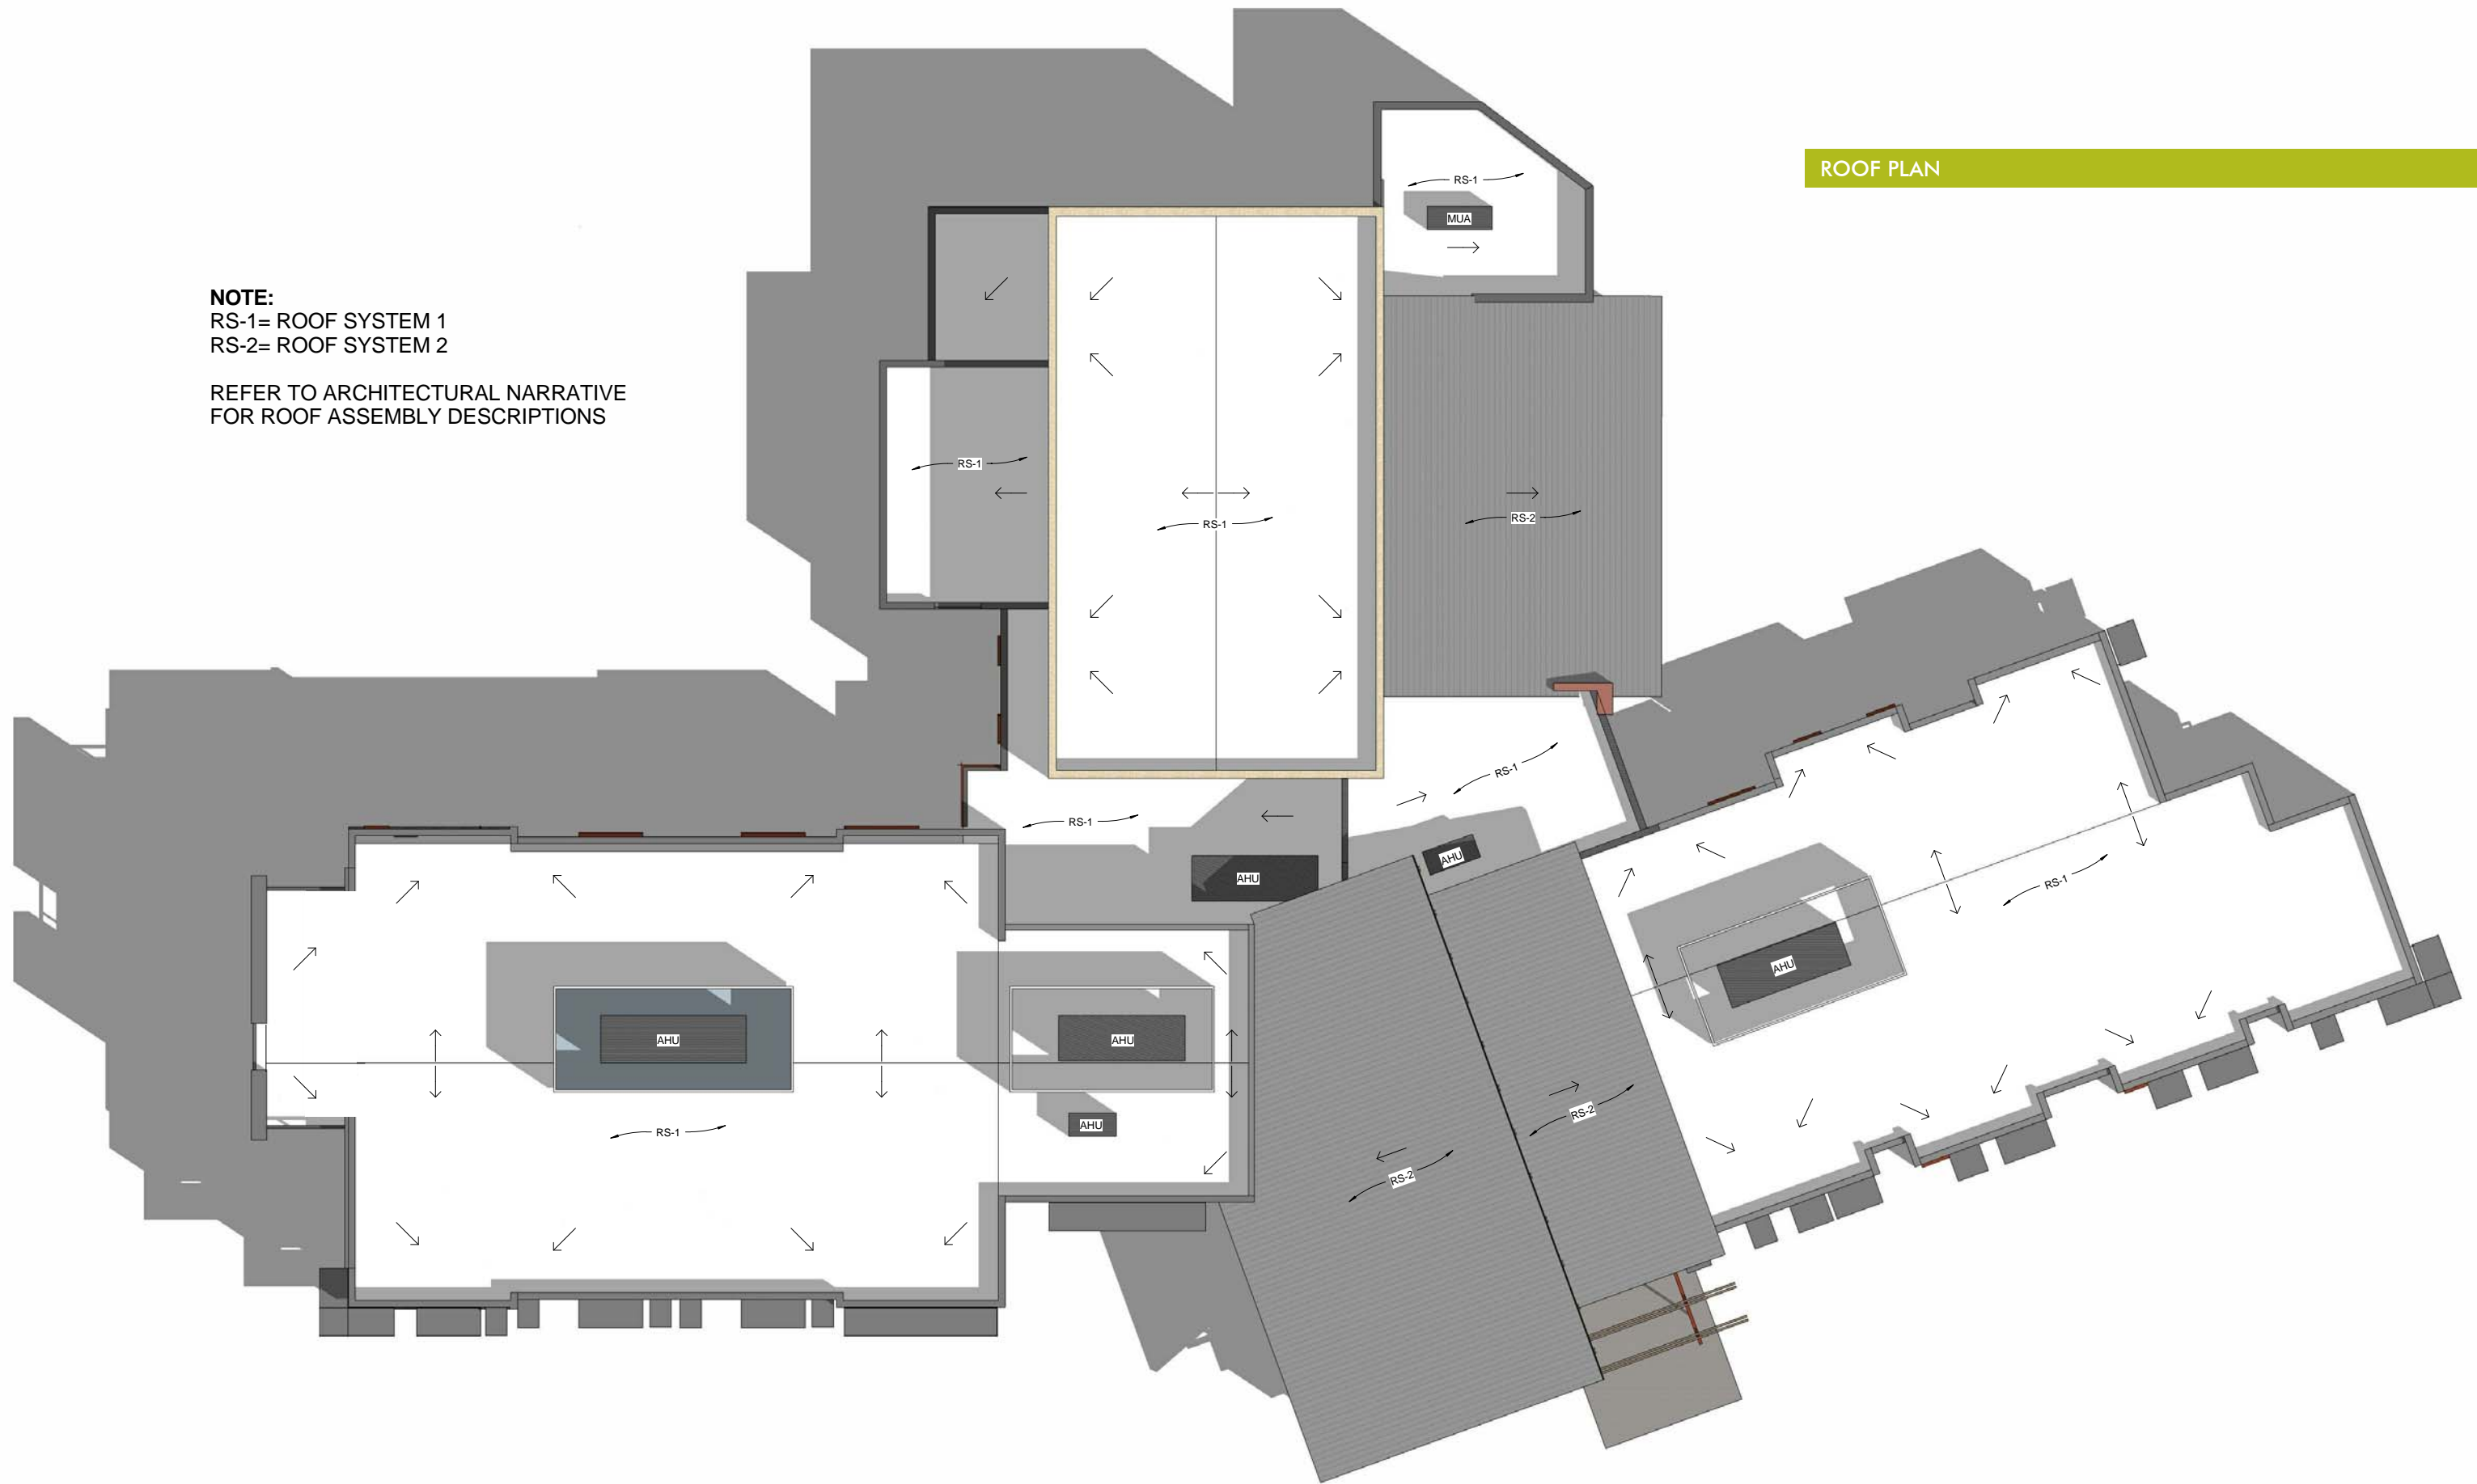 ROOF PLAN
RS-1
MUA
NOTE:
RS-1= ROOF SYSTEM 1
RS-2= ROOF SYSTEM 2
REFER TO ARCHITECTURAL NARRATIVE
FOR ROOF ASSEMBLY DESCRIPTIONS
RS-1
RS-1
RS-2
RS-1
RS-1
AHU
AHU
RS-1
AHU
AHU
AHU
AHU
RS-1
RS-2
RS-2